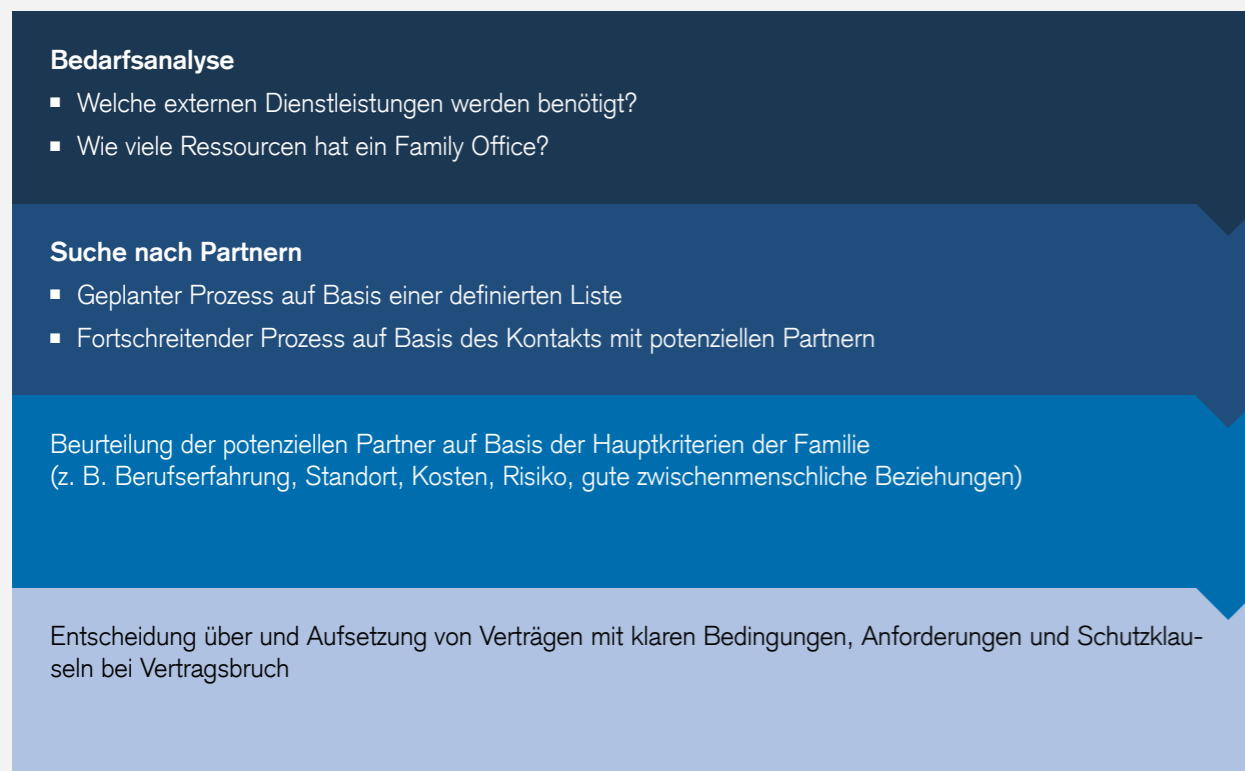 Bedarfsanalyse
▪ Welche externen Dienstleistungen werden benötigt?
▪ Wie viele Ressourcen hat ein Family Office?
Suche nach Partnern
▪ Geplanter Prozess auf Basis einer definierten Liste
▪ Fortschreitender Prozess auf Basis des Kontakts mit potenziellen Partnern
Beurteilung der potenziellen Partner auf Basis der Hauptkriterien der Familie
(z. B. Berufserfahrung, Standort, Kosten, Risiko, gute zwischenmenschliche Beziehungen)
Entscheidung über und Aufsetzung von Verträgen mit klaren Bedingungen, Anforderungen und Schutzklau-
seln bei Vertragsbruch